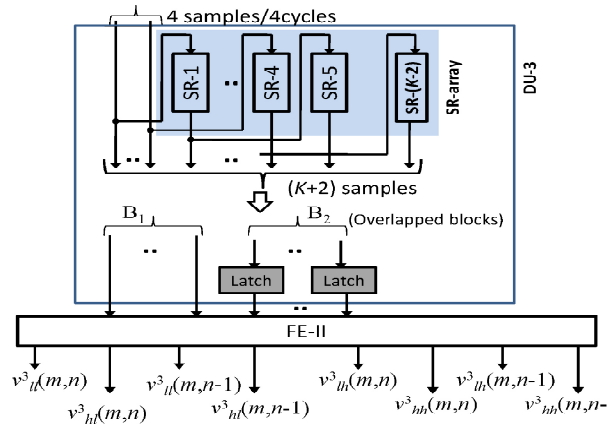 4 samples/4cycles
SR-1
SR-4
SR-5
SR-(K-2)
SR-array
DU-3
(K+2) samples
B1
B2
(Overlapped blocks)
Latch
Latch
FE-II
v³ll(m,n)
v³hl(m,n)
v³ll(m,n-1)
v³hl(m,n-1)
v³lh(m,n)
v³hh(m,n)
v³lh(m,n-1)
v³hh(m,n-